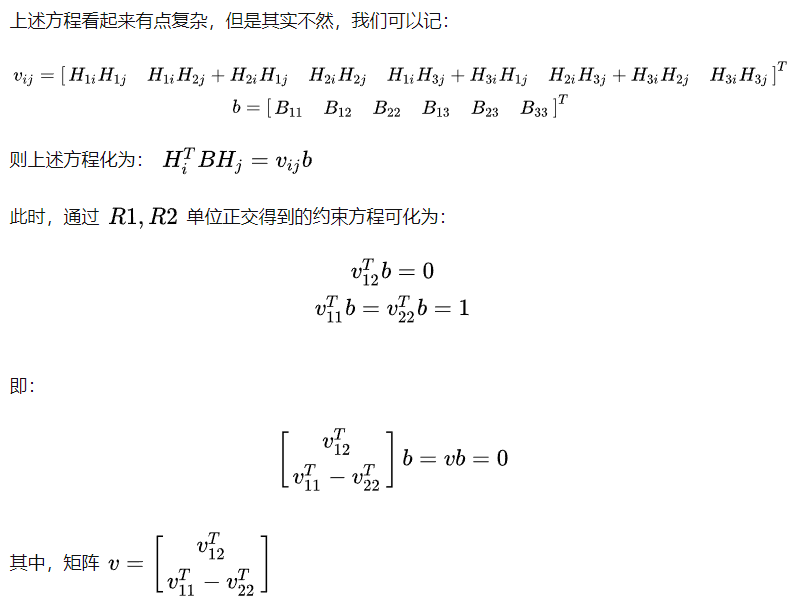 上述方程看起来有点复杂，但是其实不然，我们可以记：
$v_{ij} = [\, H_{1i}H_{1j} \quad H_{1i}H_{2j} + H_{2i}H_{1j} \quad H_{2i}H_{2j} \quad H_{1i}H_{3j} + H_{3i}H_{1j} \quad H_{2i}H_{3j} + H_{3i}H_{2j} \quad H_{3i}H_{3j} \,]^T$
$b = [\, B_{11} \quad B_{12} \quad B_{22} \quad B_{13} \quad B_{23} \quad B_{33} \,]^T$
则上述方程化为： $H_i^T B H_j = v_{ij} b$
此时，通过 $R1, R2$ 单位正交得到的约束方程可化为：
$v_{12}^T b = 0$
$v_{11}^T b = v_{22}^T b = 1$
即：
$\begin{bmatrix} v_{12}^T \\ v_{11}^T - v_{22}^T \end{bmatrix} b = vb = 0$
其中，矩阵 $v = \begin{bmatrix} v_{12}^T \\ v_{11}^T - v_{22}^T \end{bmatrix}$